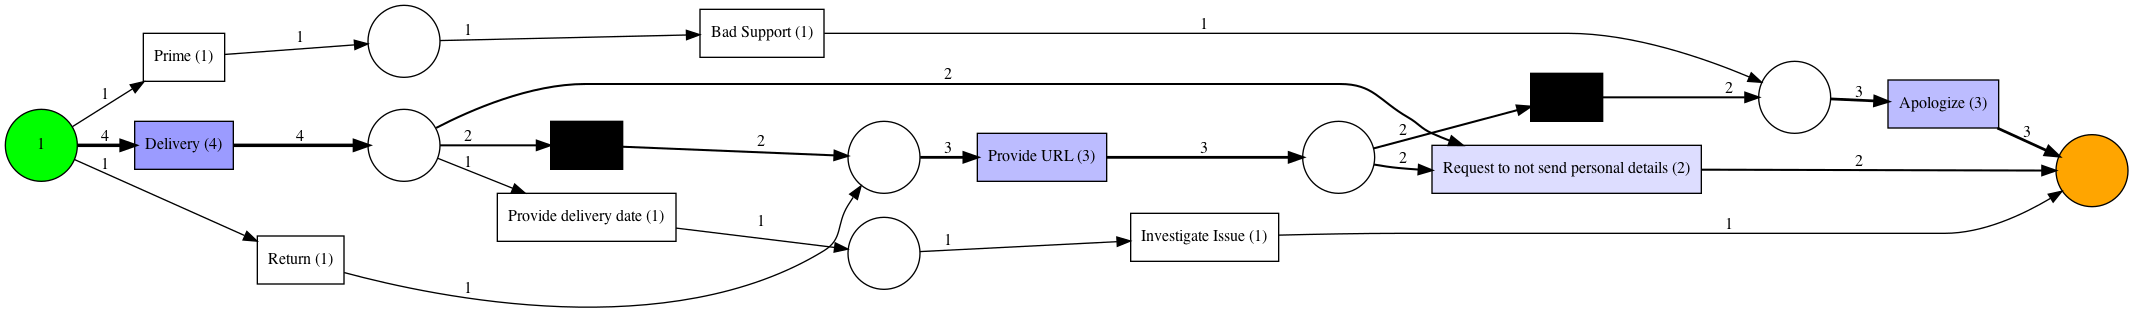 1
1
4
1
Prime (1)
Delivery (4)
Return (1)
1
4
1
1
2
2
1
Bad Support (1)
Provide delivery date (1)
2
1
3
1
Provide URL (3)
Investigate Issue (1)
1
3
2
2
Request to not send personal details (2)
2
1
3
Apologize (3)
2
3